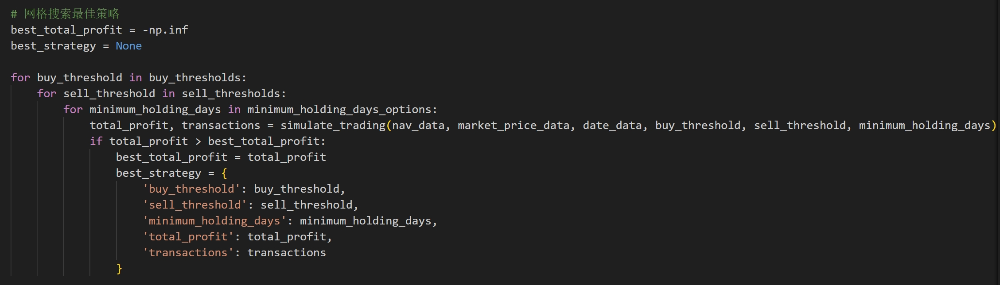 # 网格搜索最佳策略
best_total_profit = -np.inf
best_strategy = None

for buy_threshold in buy_thresholds:
    for sell_threshold in sell_thresholds:
        for minimum_holding_days in minimum_holding_days_options:
            total_profit, transactions = simulate_trading(nav_data, market_price_data, date_data, buy_threshold, sell_threshold, minimum_holding_days)
            if total_profit > best_total_profit:
                best_total_profit = total_profit
                best_strategy = {
                    'buy_threshold': buy_threshold,
                    'sell_threshold': sell_threshold,
                    'minimum_holding_days': minimum_holding_days,
                    'total_profit': total_profit,
                    'transactions': transactions
                }